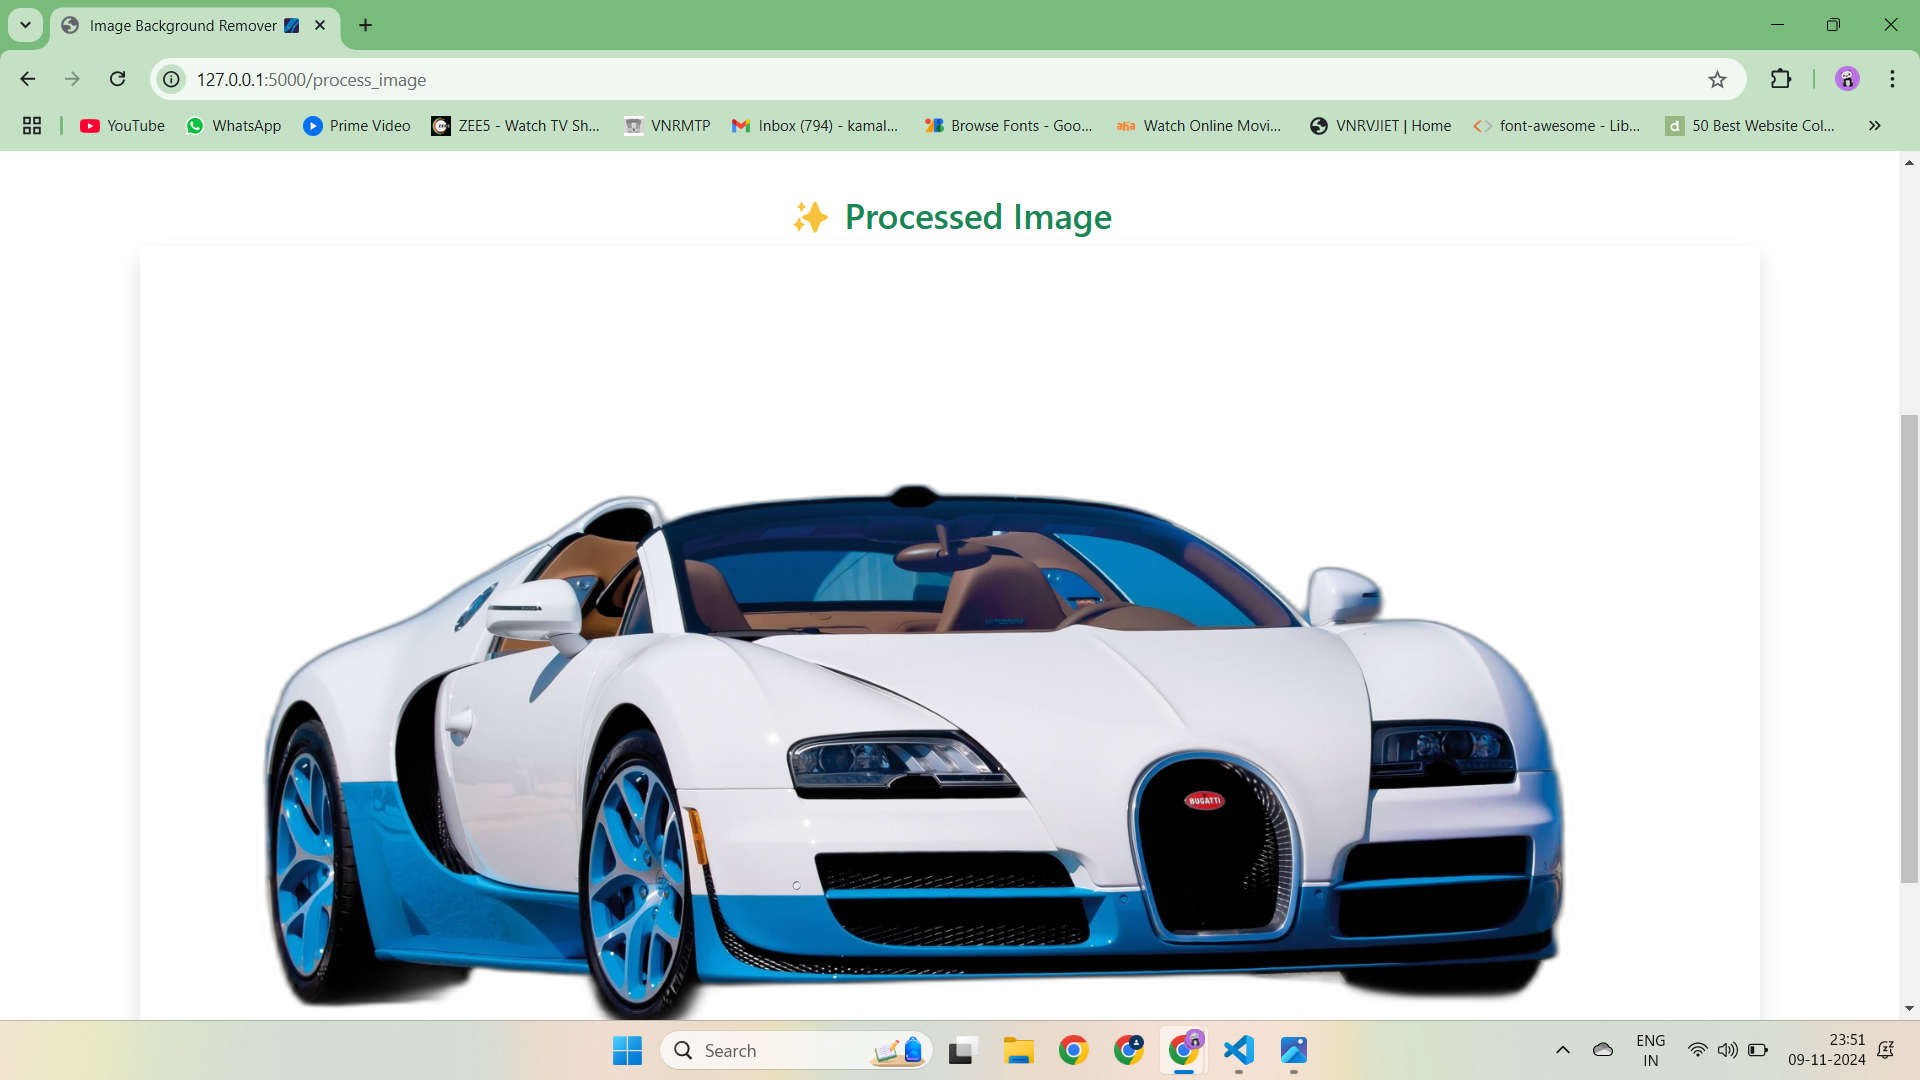 Image Background Remover
127.0.0.1:5000/process_image
YouTube
WhatsApp
Prime Video
ZEE5 - Watch TV Sh...
VNRMTP
Inbox (794) - kamal...
Browse Fonts - Goo...
aha
Watch Online Movi...
VNRVJIET | Home
font-awesome - Lib...
d
50 Best Website Col...
✨ Processed Image
BUGATTI
Search
ENG
IN
23:51
09-11-2024